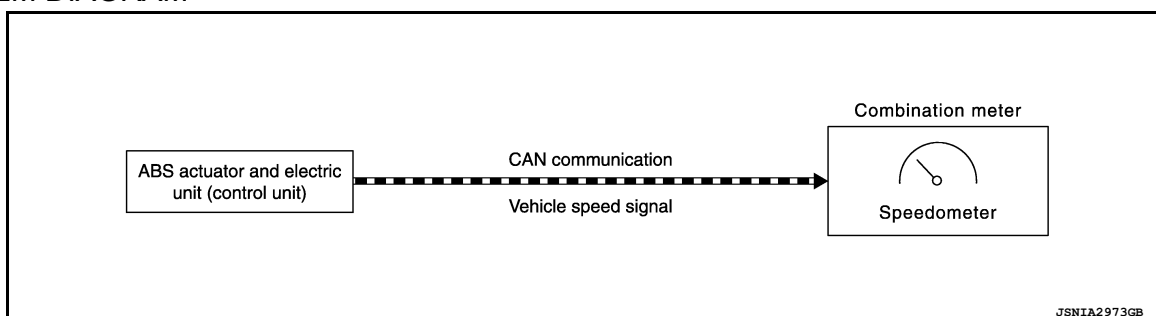 Combination meter
ABS actuator and electric
unit (control unit)
CAN communication
Vehicle speed signal
Speedometer
JSNIA2973GB